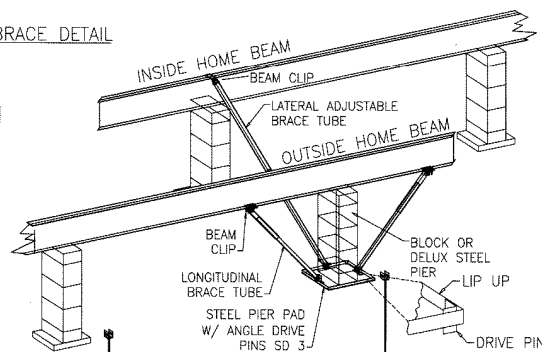 BRACE DETAIL
INSIDE HOME BEAM
BEAM CLIP
LATERAL ADJUSTABLE
BRACE TUBE
OUTSIDE HOME BEAM
BEAM
CLIP
BLOCK OR
DELUX STEEL
PIER
LONGITUDINAL
BRACE TUBE
LIP UP
STEEL PIER PAD
W/ ANGLE DRIVE
PINS SD 3
DRIVE PIN